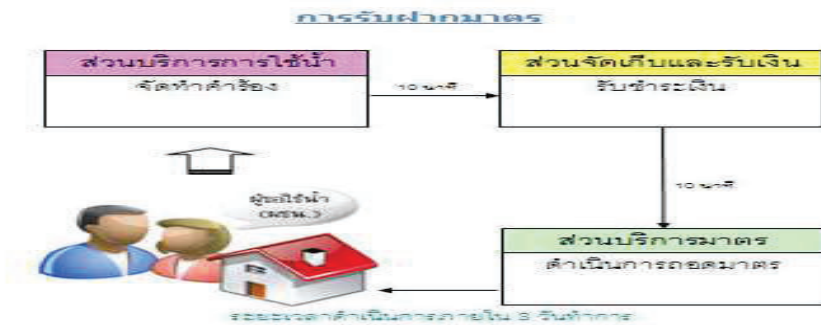 การรับฝากมาตร
ส่วนบริการการใช้น้ำ
จัดทำคำร้อง
10 นาที
ส่วนจัดเก็บและรับเงิน
รับชำระเงิน
10 นาที
ผู้ขอใช้น้ำ
(ผชน.)
ส่วนบริการมาตร
ดำเนินการถอดมาตร
ระยะเวลาดำเนินการภายใน 3 วันทำการ